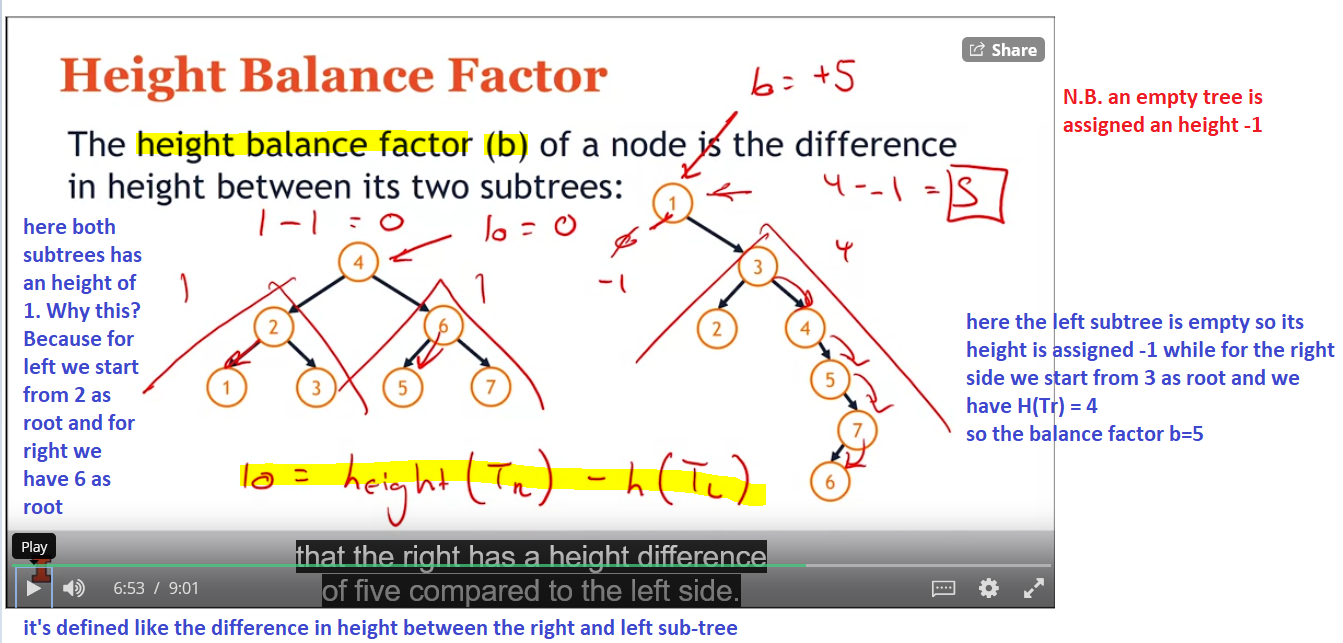 Share
Height Balance Factor
b = +5
N.B. an empty tree is
assigned an height -1
The height balance factor (b) of a node is the difference
in height between its two subtrees:
4 - -1 = 5
1 - 1 = 0
b = 0
here both
subtrees has
an height of
1. Why this?
Because for
left we start
from 2 as
root and for
right we
have 6 as
root
1
4
1
2
6
1
3
5
7
1
-1
4
3
2
4
5
7
6
here the left subtree is empty so its
height is assigned -1 while for the right
side we start from 3 as root and we
have H(Tr) = 4
so the balance factor b=5
b = height (TR) - h (TL)
Play
that the right has a height difference
of five compared to the left side.
6:53 / 9:01
it's defined like the difference in height between the right and left sub-tree